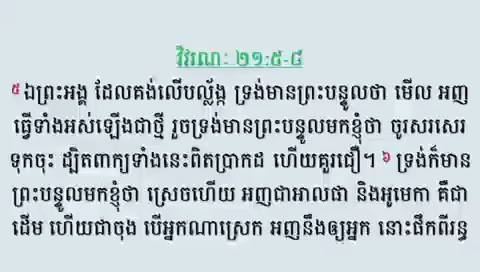 វិវរណៈ ២១:៥-៨
៥ ឯព្រះអង្គ ដែលគង់លើបល្ល័ង្ក ទ្រង់មានព្រះបន្ទូលថា មើល អញ
ធ្វើទាំងអស់ឡើងជាថ្មី រួចទ្រង់មានព្រះបន្ទូលមកខ្ញុំថា ចូរសរសេរ
ទុកចុះ ដ្បិតពាក្យទាំងនេះពិតប្រាកដ ហើយគួរជឿ។ ៦ ទ្រង់ក៏មាន
ព្រះបន្ទូលមកខ្ញុំថា ស្រេចហើយ អញជាអាលផា និងអូមេកា គឺជា
ដើម ហើយជាចុង បើអ្នកណាស្រេក អញនឹងឲ្យអ្នក នោះផឹកពីរន្ធ